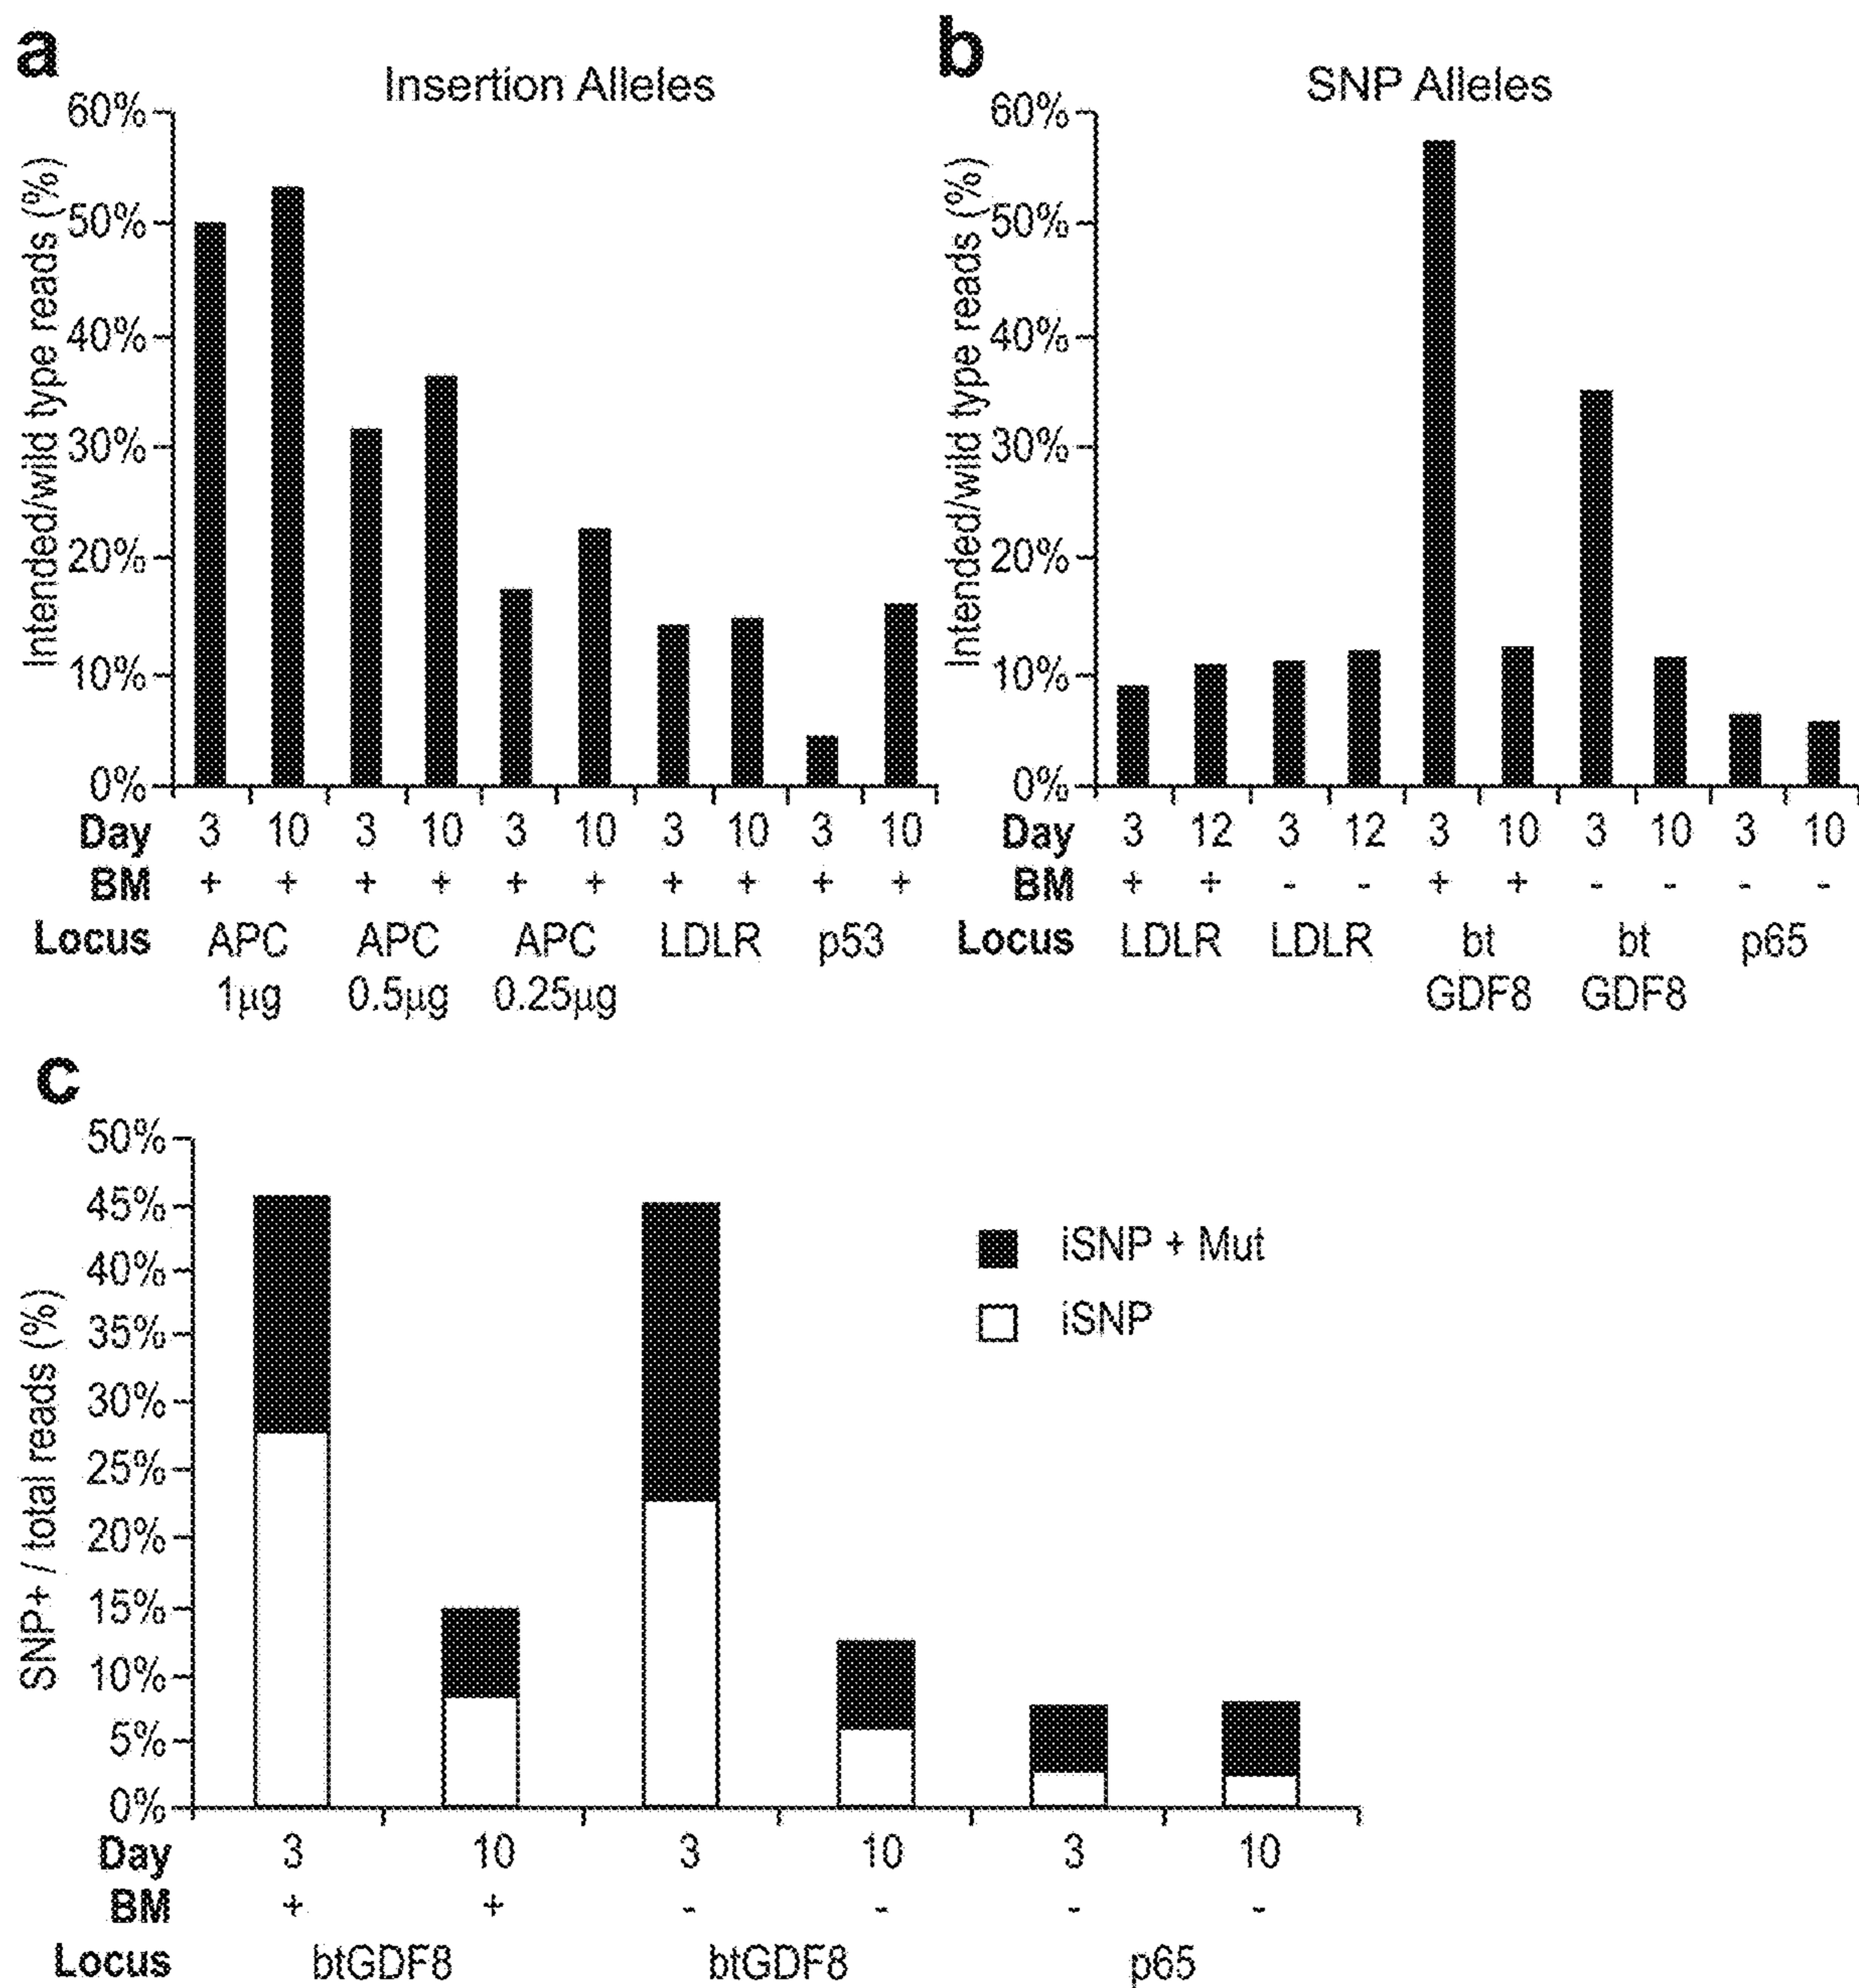 a
Insertion Alleles
Intended/wild type reads (%)
60%
50%
40%
30%
20%
10%
0%
Day 3 10 3 10 3 10 3 10 3 10
BM + + + + + + + + + +
Locus APC APC APC LDLR p53
1µg 0.5µg 0.25µg
b
SNP Alleles
Intended/wild type reads (%)
60%
50%
40%
30%
20%
10%
0%
Day 3 12 3 12 3 10 3 10 3 10
BM + + - - + + - - - -
Locus LDLR LDLR bt bt p65
GDF8 GDF8
c
SNP+ / total reads (%)
50%
45%
40%
35%
30%
25%
20%
15%
10%
5%
0%
iSNP + Mut
iSNP
Day 3 10 3 10 3 10
BM + + - - - -
Locus btGDF8 btGDF8 p65